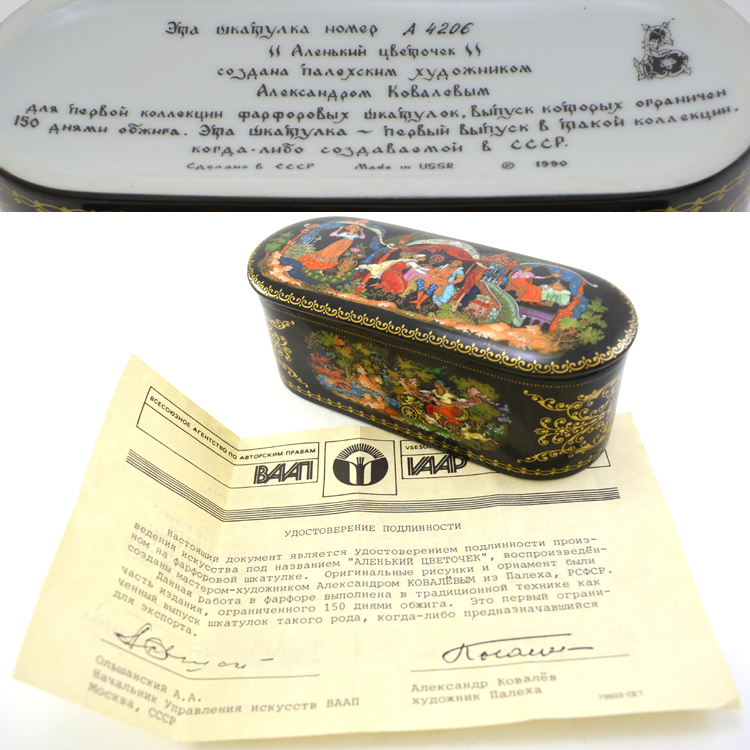 Эта шкатулка номер А 4206
"Аленький цветочек"
создана палехским художником
Александром Ковалевым
для первой коллекции фарфоровых шкатулок, выпуск которых ограничен
150 днями обжига. Эта шкатулка – первый выпуск в такой коллекции,
когда-либо создаваемой в СССР.
Сделано в СССР Made in USSR © 1990
ВСЕСОЮЗНОЕ АГЕНТСТВО ПО АВТОРСКИМ ПРАВАМ
ВААП
VAAP
УДОСТОВЕРЕНИЕ ПОДЛИННОСТИ
Настоящий документ является Удостоверением подлинности произ-
ведения искусства под названием "АЛЕНЬКИЙ ЦВЕТОЧЕК", воспроизведён-
ном на фарфоровой шкатулке. Оригинальные рисунки и орнамент были
созданы мастером-художником Александром КОВАЛЁВЫМ из Палеха, РСФСР.
Данная работа в фарфоре выполнена в традиционной технике как
часть издания, ограниченного 150 днями обжига. Это первый ограни-
ченный выпуск шкатулок такого рода, когда-либо предназначавшийся
для экспорта.
Ольшанский А.А.
Начальник Управления искусств ВААП
Москва, СССР
Александр Ковалёв
художник Палеха